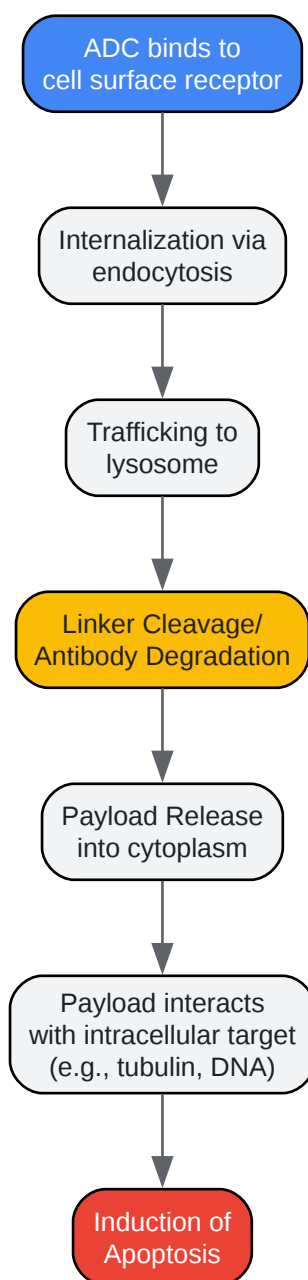 ADC binds to
cell surface receptor
Internalization via
endocytosis
Trafficking to
lysosome
Linker Cleavage/
Antibody Degradation
Payload Release
into cytoplasm
Payload interacts
with intracellular target
(e.g., tubulin, DNA)
Induction of
Apoptosis